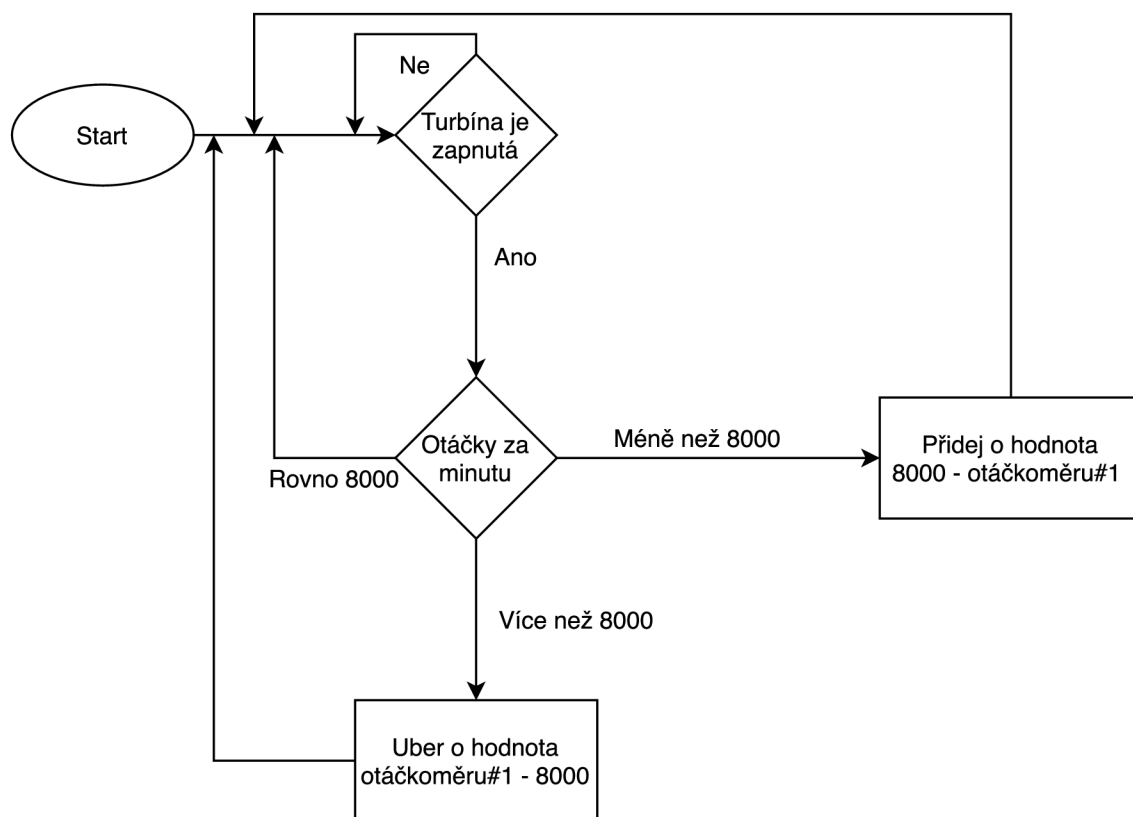 Ne
Start
Turbína je
zapnutá
Ano
Otáčky za
minutu
Méně než 8000
Přidej o hodnota
8000 - otáčkoměru#1
Rovno 8000
Více než 8000
Uber o hodnota
otáčkoměru#1 - 8000